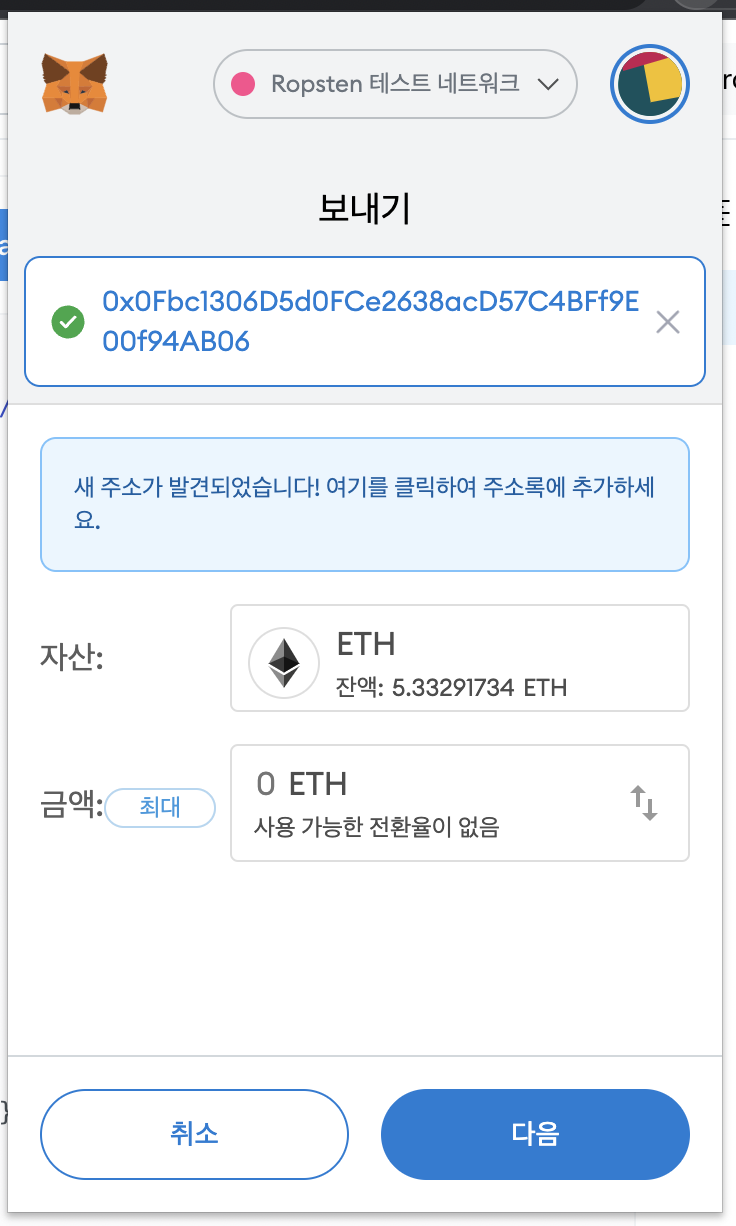 Ropsten 테스트 네트워크
보내기
0x0Fbc1306D5d0FCe2638acD57C4BFf9E
00f94AB06
새 주소가 발견되었습니다! 여기를 클릭하여 주소록에 추가하세
요.
자산:
ETH
잔액: 5.33291734 ETH
금액:
최대
0 ETH
사용 가능한 전환율이 없음
취소
다음